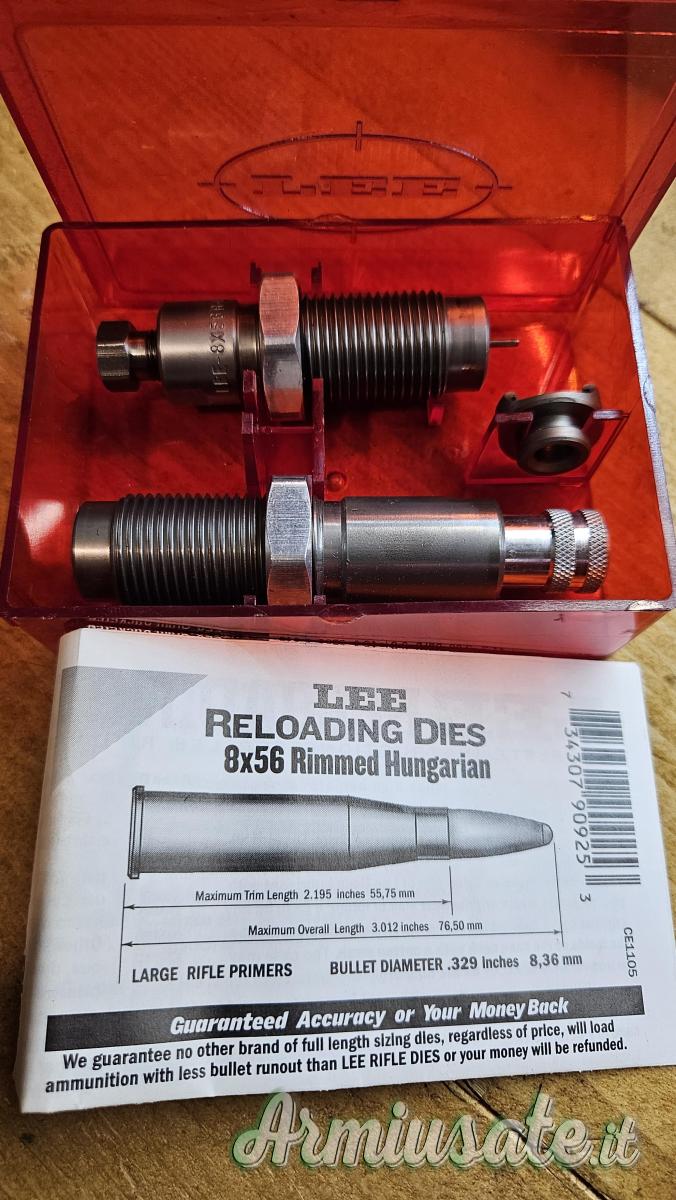 LEE
LEE-8X56R
LEE
RELOADING DIES
8x56 Rimmed Hungarian
7 34307 90925 3
Maximum Trim Length 2.195 inches 55,75 mm
Maximum Overall Length 3.012 inches 76,50 mm
LARGE RIFLE PRIMERS BULLET DIAMETER .329 Inches 8,36 mm
CE1105
Guaranteed Accuracy or Your Money Back
We guarantee no other brand of full length sizing dies, regardless of price, will load
ammunition with less bullet runout than LEE RIFLE DIES or your money will be refunded.
Armiusate.it